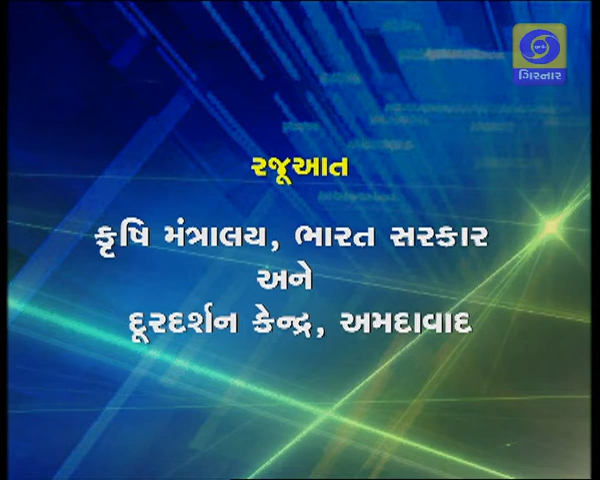 ગિરનાર
રજૂઆત
કૃષિ મંત્રાલય, ભારત સરકાર
અને
દૂરદર્શન કેન્દ્ર, અમદાવાદ